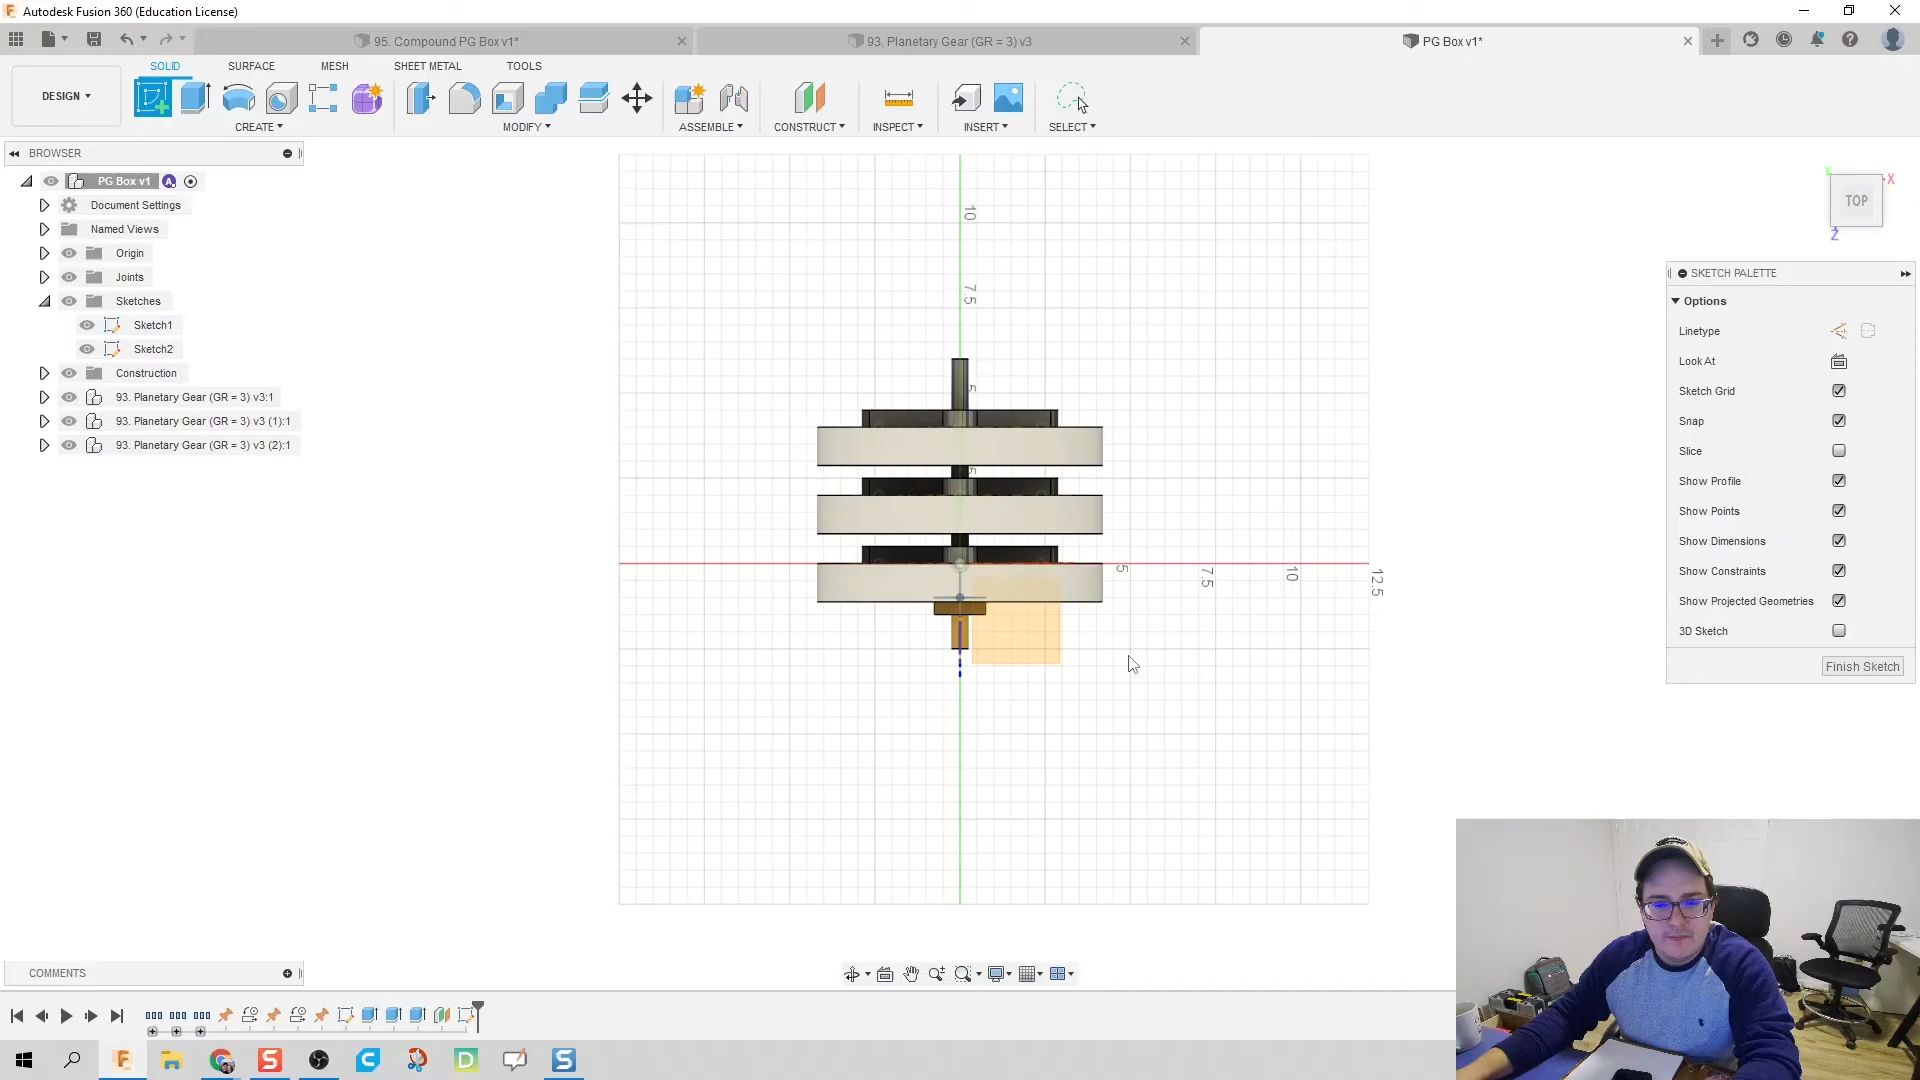 Autodesk Fusion 360 (Education License)
95. Compound PG Box v1*
93. Planetary Gear (GR = 3) v3
PG Box v1*
DESIGN
SOLID
SURFACE
MESH
SHEET METAL
TOOLS
CREATE
MODIFY
ASSEMBLE
CONSTRUCT
INSPECT
INSERT
SELECT
BROWSER
PG Box v1
Document Settings
Named Views
Origin
Joints
Sketches
Sketch1
Sketch2
Construction
93. Planetary Gear (GR = 3) v3:1
93. Planetary Gear (GR = 3) v3 (1):1
93. Planetary Gear (GR = 3) v3 (2):1
10
7.5
5
5
5
7.5
10
12.5
TOP
X
Z
SKETCH PALETTE
Options
Linetype
Look At
Sketch Grid
Snap
Slice
Show Profile
Show Points
Show Dimensions
Show Constraints
Show Projected Geometries
3D Sketch
Finish Sketch
COMMENTS